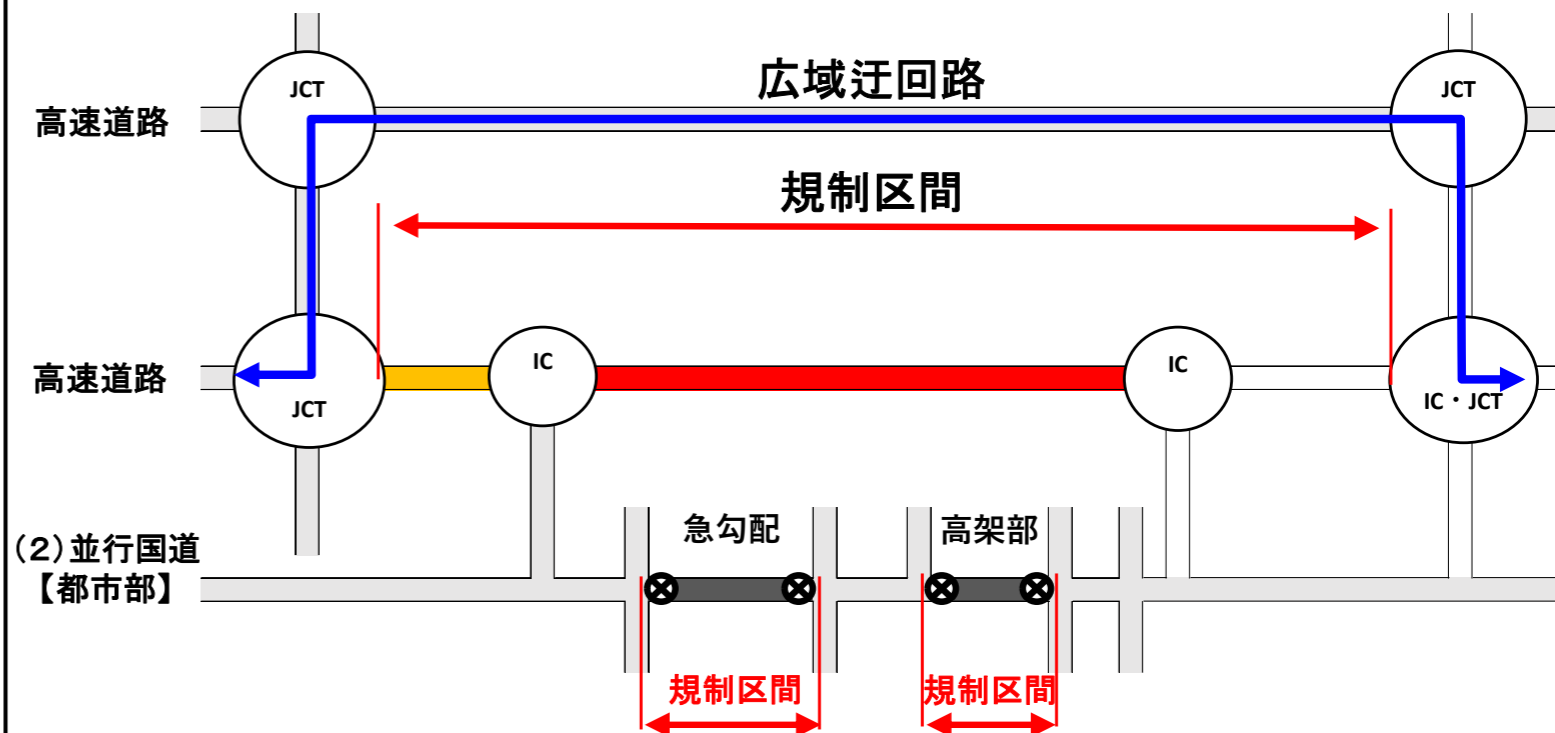 JCT
JCT
広域迂回路
高速道路
規制区間
IC
IC
高速道路
JCT
IC・JCT
急勾配
高架部
(2)並行国道
【都市部】
規制区間
規制区間